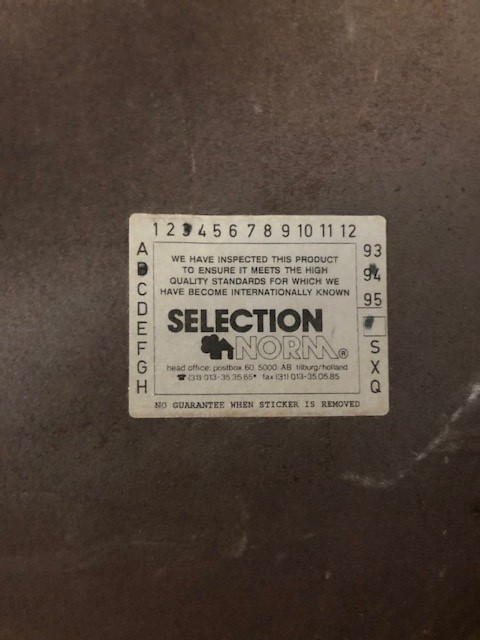 1 2 3 4 5 6 7 8 9 10 11 12
A
B
C
D
E
F
G
H
WE HAVE INSPECTED THIS PRODUCT
TO ENSURE IT MEETS THE HIGH
QUALITY STANDARDS FOR WHICH WE
HAVE BECOME INTERNATIONALLY KNOWN
SELECTION
NORM®
head office: postbox 60, 5000 AB tilburg/holland
☎ (31) 013-35.35.65* fax (31) 013-35.05.85
93
94
95
S
X
Q
NO GUARANTEE WHEN STICKER IS REMOVED